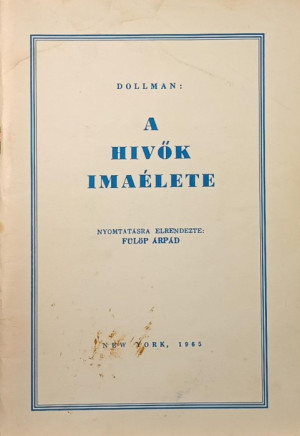 DOLLMAN:
A
HIVŐK
IMAÉLETE
NYOMTATÁSRA ELRENDEZTE:
FÜLÖP ÁRPÁD
NEW YORK, 1965